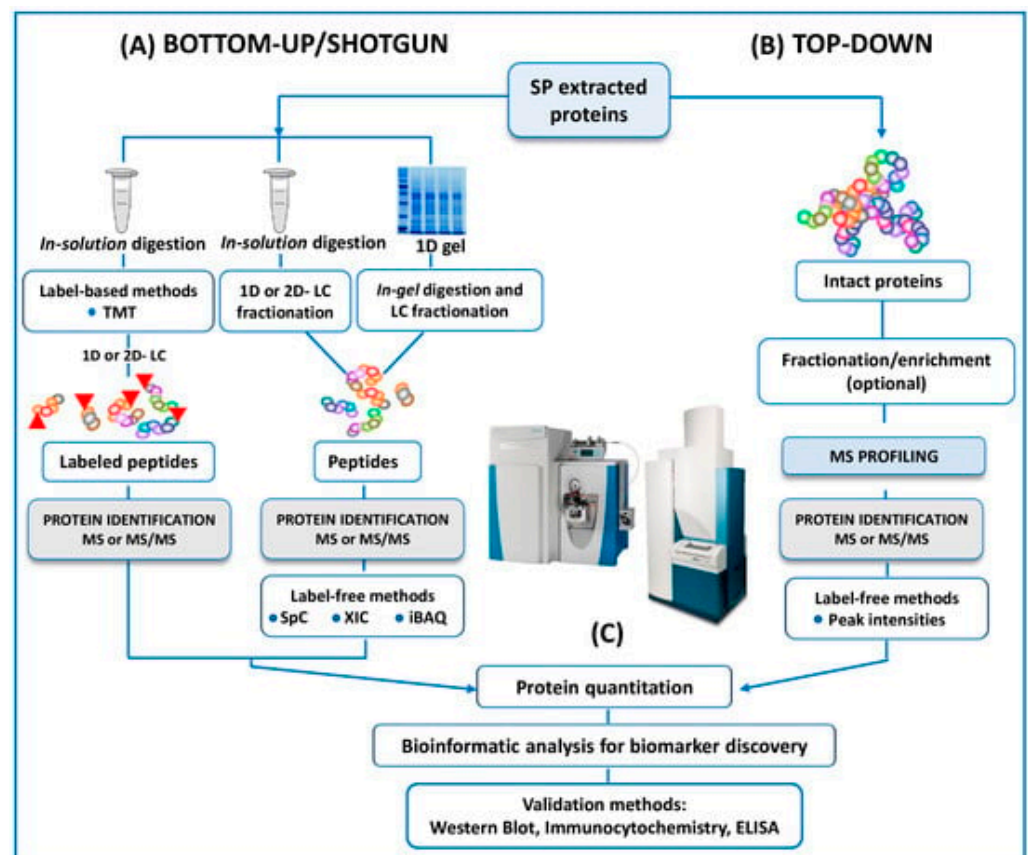 (A) BOTTOM-UP/SHOTGUN
(B) TOP-DOWN
SP extracted
proteins
In-solution digestion
In-solution digestion
1D gel
Label-based methods
• TMT
1D or 2D- LC
fractionation
In-gel digestion and
LC fractionation
1D or 2D- LC
Labeled peptides
Peptides
PROTEIN IDENTIFICATION
MS or MS/MS
PROTEIN IDENTIFICATION
MS or MS/MS
Label-free methods
• SpC • XIC • iBAQ
Intact proteins
Fractionation/enrichment
(optional)
MS PROFILING
PROTEIN IDENTIFICATION
MS or MS/MS
Label-free methods
• Peak intensities
(C)
Protein quantitation
Bioinformatic analysis for biomarker discovery
Validation methods:
Western Blot, Immunocytochemistry, ELISA